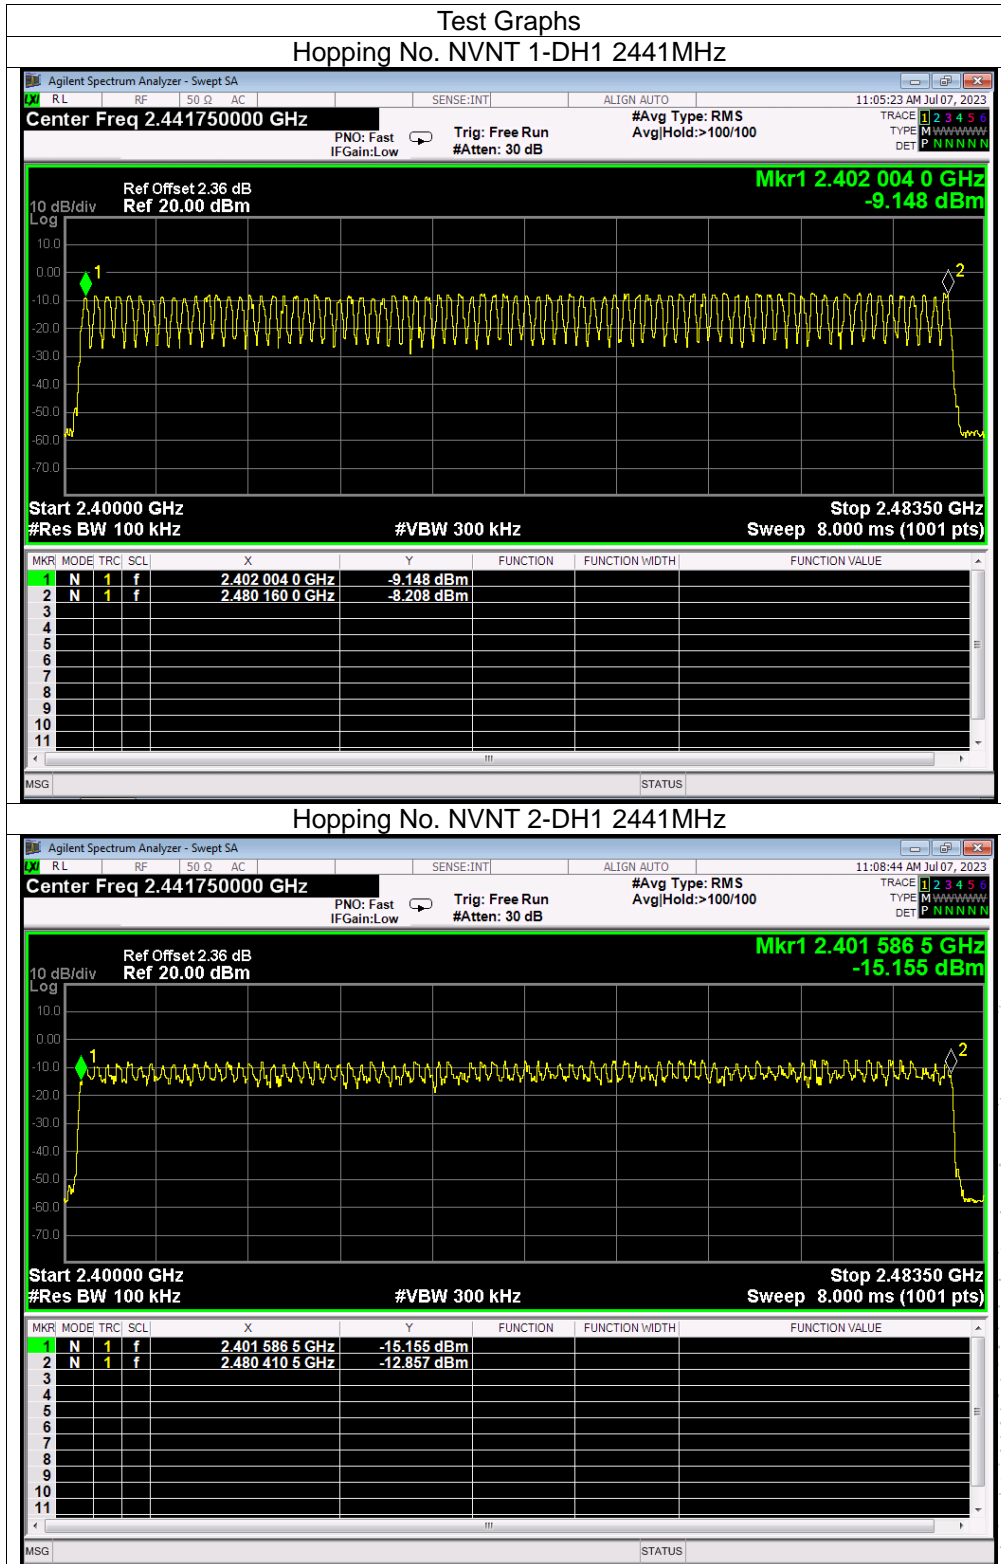 Test Graphs
Hopping No. NVNT 1-DH1 2441MHz
Agilent Spectrum Analyzer - Swept SA
LXI RL RF 50 Ω AC SENSE:INT ALIGN AUTO 11:05:23 AM Jul 07, 2023
Center Freq 2.441750000 GHz #Avg Type: RMS TRACE 1 2 3 4 5 6
PNO: Fast Trig: Free Run Avg|Hold:>100/100 TYPE M WWWWW
IFGain:Low #Atten: 30 dB DET P N N N N N
Mkr1 2.402 004 0 GHz
Ref Offset 2.36 dB -9.148 dBm
10 dB/div Ref 20.00 dBm
Log
10.0
0.00
1 2
-10.0
-20.0
-30.0
-40.0
-50.0
-60.0
-70.0
Start 2.40000 GHz Stop 2.48350 GHz
#Res BW 100 kHz #VBW 300 kHz Sweep 8.000 ms (1001 pts)
MKR MODE TRC SCL X Y FUNCTION FUNCTION WIDTH FUNCTION VALUE
1 N 1 f 2.402 004 0 GHz -9.148 dBm
2 N 1 f 2.480 160 0 GHz -8.208 dBm
3
4
5
6
7
8
9
10
11
MSG STATUS
Hopping No. NVNT 2-DH1 2441MHz
Agilent Spectrum Analyzer - Swept SA
LXI RL RF 50 Ω AC SENSE:INT ALIGN AUTO 11:08:44 AM Jul 07, 2023
Center Freq 2.441750000 GHz #Avg Type: RMS TRACE 1 2 3 4 5 6
PNO: Fast Trig: Free Run Avg|Hold:>100/100 TYPE M WWWWW
IFGain:Low #Atten: 30 dB DET P N N N N N
Mkr1 2.401 586 5 GHz
Ref Offset 2.36 dB -15.155 dBm
10 dB/div Ref 20.00 dBm
Log
10.0
0.00
1 2
-10.0
-20.0
-30.0
-40.0
-50.0
-60.0
-70.0
Start 2.40000 GHz Stop 2.48350 GHz
#Res BW 100 kHz #VBW 300 kHz Sweep 8.000 ms (1001 pts)
MKR MODE TRC SCL X Y FUNCTION FUNCTION WIDTH FUNCTION VALUE
1 N 1 f 2.401 586 5 GHz -15.155 dBm
2 N 1 f 2.480 410 5 GHz -12.857 dBm
3
4
5
6
7
8
9
10
11
MSG STATUS